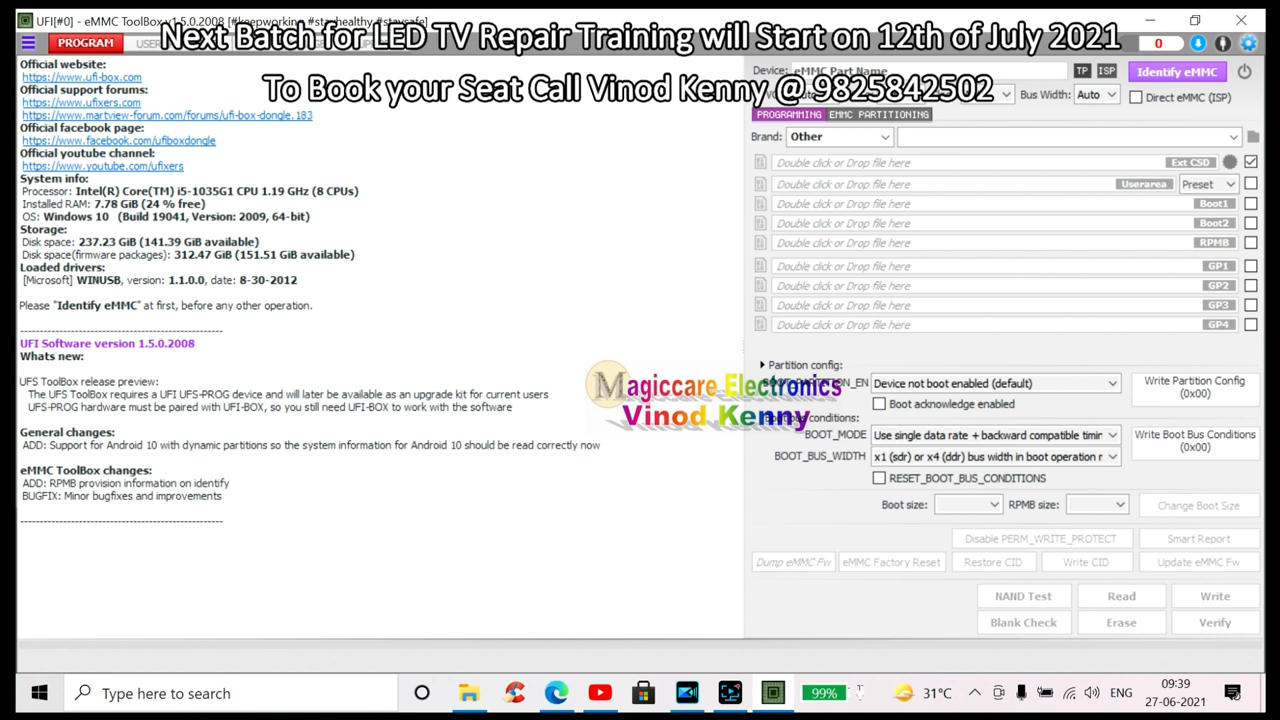 UFI[#0] - eMMC ToolBox v1.5.0.2008 [#keepworking #stayhealthy #staysafe]
Next Batch for LED TV Repair Training will Start on 12th of July 2021
To Book your Seat Call Vinod Kenny @ 9825842502
PROGRAM
0
Official website:
https://www.ufi-box.com
Official support forums:
https://www.ufixers.com
https://www.martview-forum.com/forums/ufi-box-dongle.183
Official facebook page:
https://www.facebook.com/ufiboxdongle
Official youtube channel:
https://www.youtube.com/ufixers
System info:
Processor: Intel(R) Core(TM) i5-1035G1 CPU 1.19 GHz (8 CPUs)
Installed RAM: 7.78 GiB (24 % free)
OS: Windows 10 (Build 19041, Version: 2009, 64-bit)
Storage:
Disk space: 237.23 GiB (141.39 GiB available)
Disk space(firmware packages): 312.47 GiB (151.51 GiB available)
Loaded drivers:
[Microsoft] WINUSB, version: 1.1.0.0, date: 8-30-2012
Please "Identify eMMC" at first, before any other operation.
--------------------------------------------------
UFI Software version 1.5.0.2008
Whats new:
UFS ToolBox release preview:
The UFS ToolBox requires a UFI UFS-PROG device and will later be available as an upgrade kit for current users
UFS-PROG hardware must be paired with UFI-BOX, so you still need UFI-BOX to work with the software
General changes:
ADD: Support for Android 10 with dynamic partitions so the system information for Android 10 should be read correctly now
eMMC ToolBox changes:
ADD: RPMB provision information on identify
BUGFIX: Minor bugfixes and improvements
--------------------------------------------------
Device: eMMC Part Name TP ISP Identify eMMC
Bus Width: Auto Direct eMMC (ISP)
PROGRAMMING EMMC PARTITIONING
Brand: Other
Double click or Drop file here Ext CSD
Double click or Drop file here Userarea Preset
Double click or Drop file here Boot1
Double click or Drop file here Boot2
Double click or Drop file here RPMB
Double click or Drop file here GP1
Double click or Drop file here GP2
Double click or Drop file here GP3
Double click or Drop file here GP4
Partition config:
Device not boot enabled (default) Write Partition Config
(0x00)
Boot acknowledge enabled
Magiccare Electronics
Vinod Kenny
conditions:
BOOT_MODE Use single data rate + backward compatible timin Write Boot Bus Conditions
(0x00)
BOOT_BUS_WIDTH x1 (sdr) or x4 (ddr) bus width in boot operation r
RESET_BOOT_BUS_CONDITIONS
Boot size: RPMB size: Change Boot Size
Disable PERM_WRITE_PROTECT Smart Report
Dump eMMC Fw eMMC Factory Reset Restore CID Write CID Update eMMC Fw
NAND Test Read Write
Blank Check Erase Verify
Type here to search
99%
31°C
ENG
09:39
27-06-2021